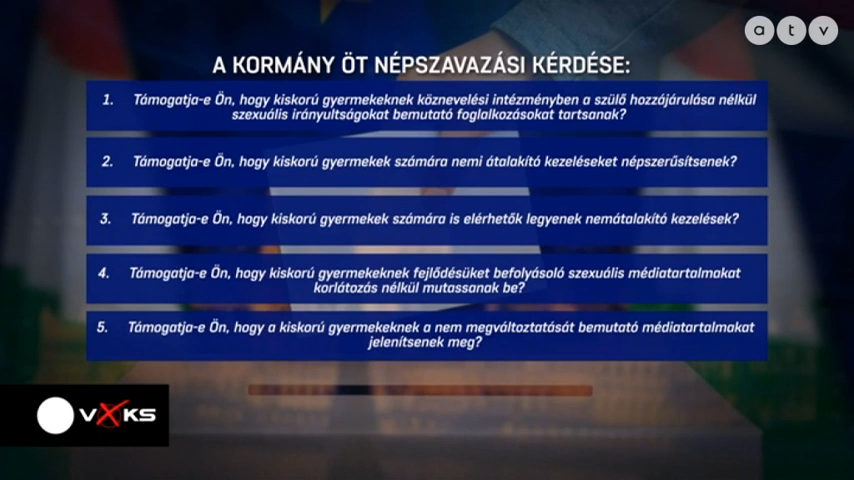 atv
A KORMÁNY ÖT NÉPSZAVAZÁSI KÉRDÉSE:
1. Támogatja-e Ön, hogy kiskorú gyermekeknek köznevelési intézményben a szülő hozzájárulása nélkül
szexuális irányultságokat bemutató foglalkozásokat tartsanak?
2. Támogatja-e Ön, hogy kiskorú gyermekek számára nemi átalakító kezeléseket népszerűsítsenek?
3. Támogatja-e Ön, hogy kiskorú gyermekek számára is elérhetők legyenek nemátalakító kezelések?
4. Támogatja-e Ön, hogy kiskorú gyermekeknek fejlődésüket befolyásoló szexuális médiatartalmakat
korlátozás nélkül mutassanak be?
5. Támogatja-e Ön, hogy a kiskorú gyermekeknek a nem megváltoztatását bemutató médiatartalmakat
jelenítsenek meg?
VOKS